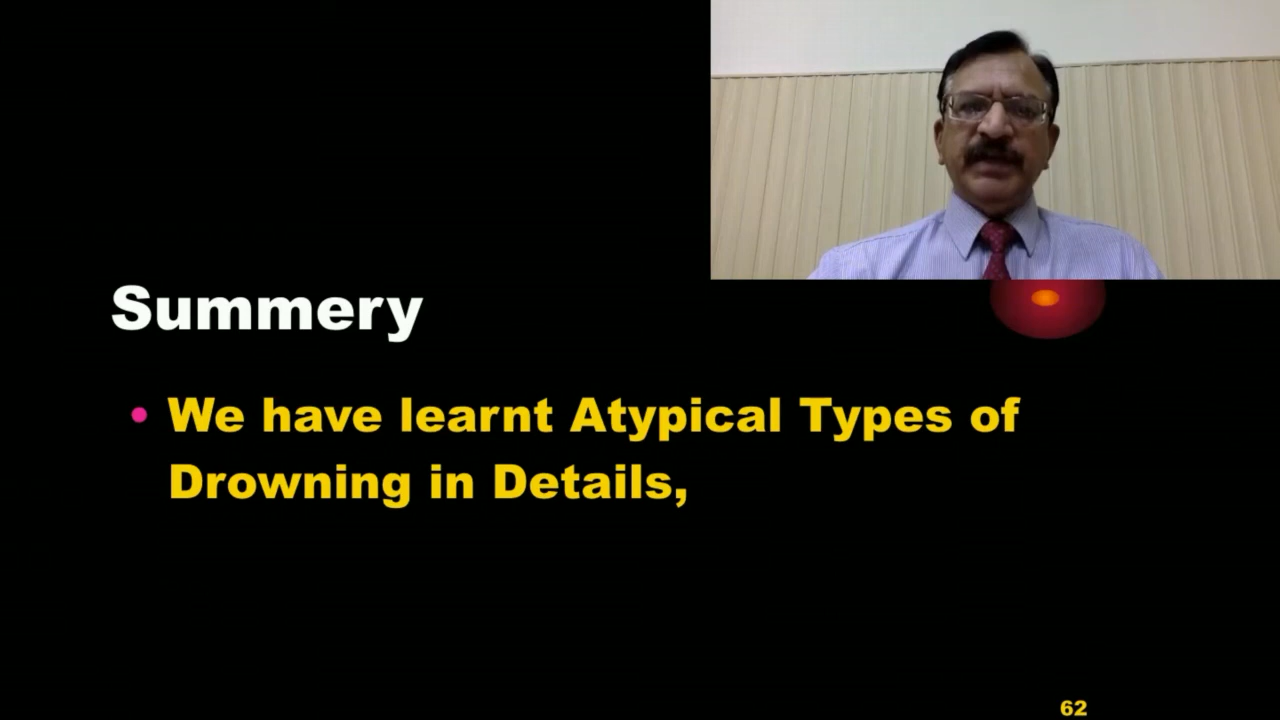 Summery
• We have learnt Atypical Types of
Drowning in Details,
62